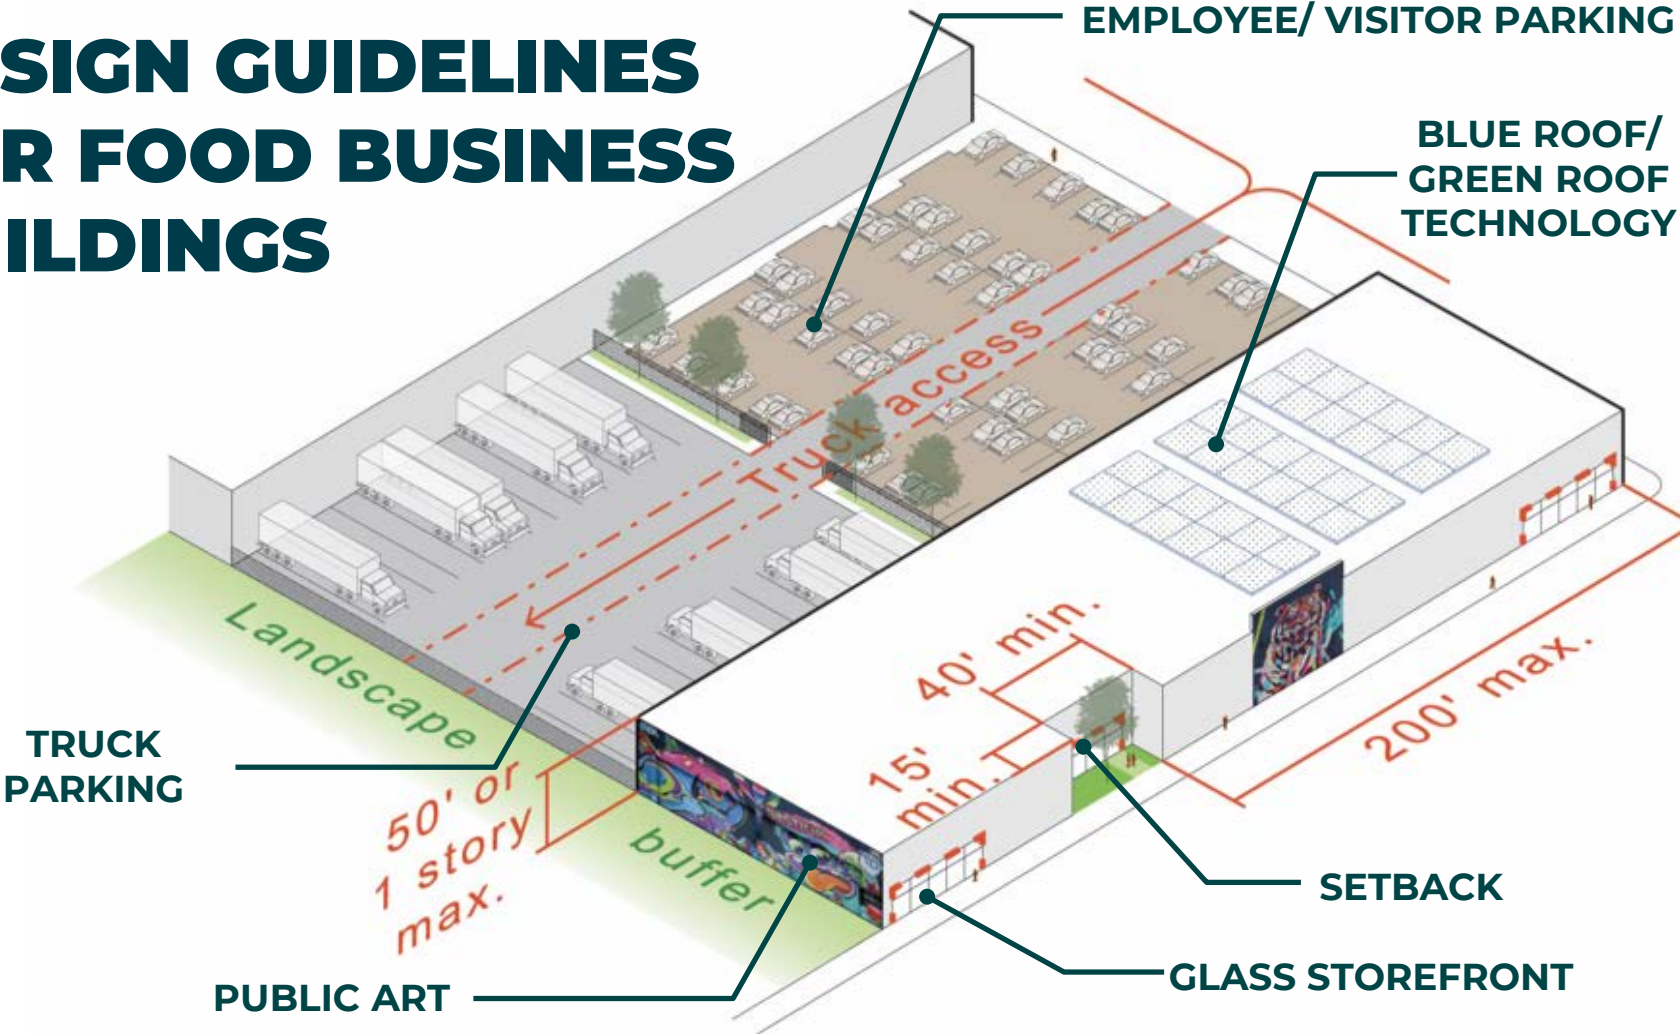 SIGN GUIDELINES
R FOOD BUSINESS
ILDINGS
EMPLOYEE/ VISITOR PARKING
BLUE ROOF/
GREEN ROOF
TECHNOLOGY
Truck access
Landscape
buffer
40' min.
15'
min.
200' max.
TRUCK
PARKING
50' or
1 story
max.
SETBACK
GLASS STOREFRONT
PUBLIC ART